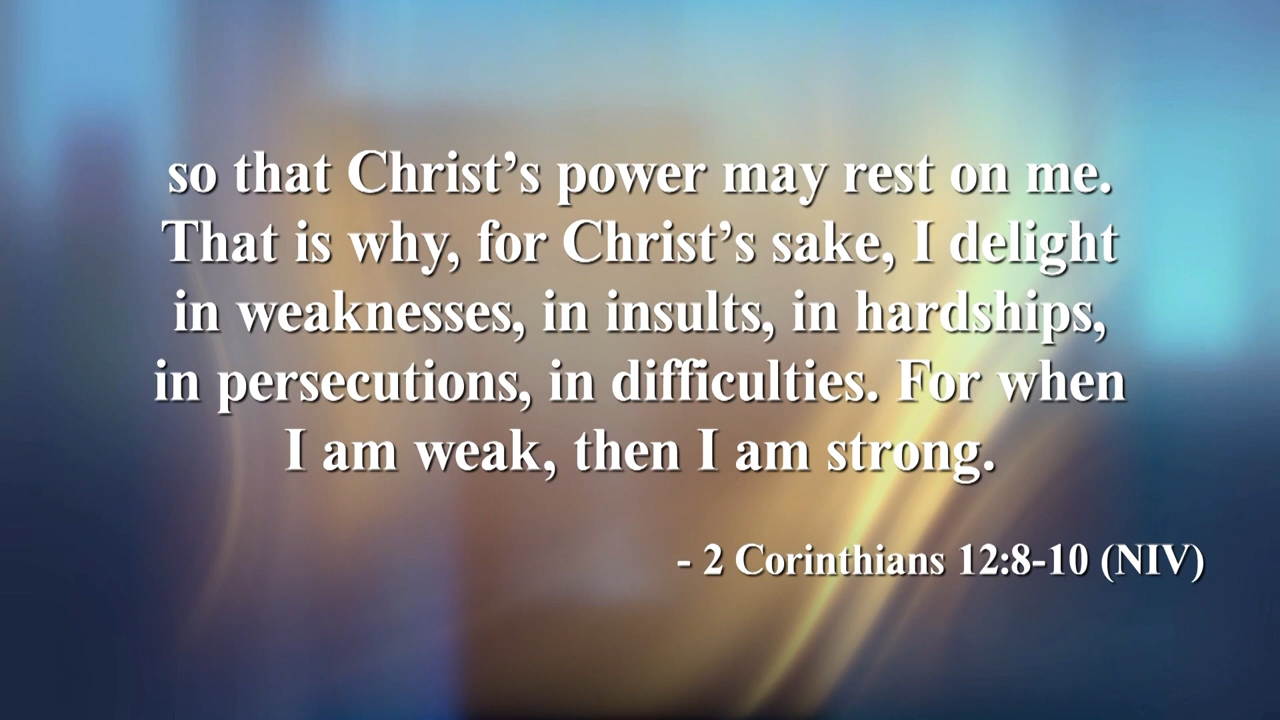 so that Christ’s power may rest on me.
That is why, for Christ’s sake, I delight
in weaknesses, in insults, in hardships,
in persecutions, in difficulties. For when
I am weak, then I am strong.
- 2 Corinthians 12:8-10 (NIV)